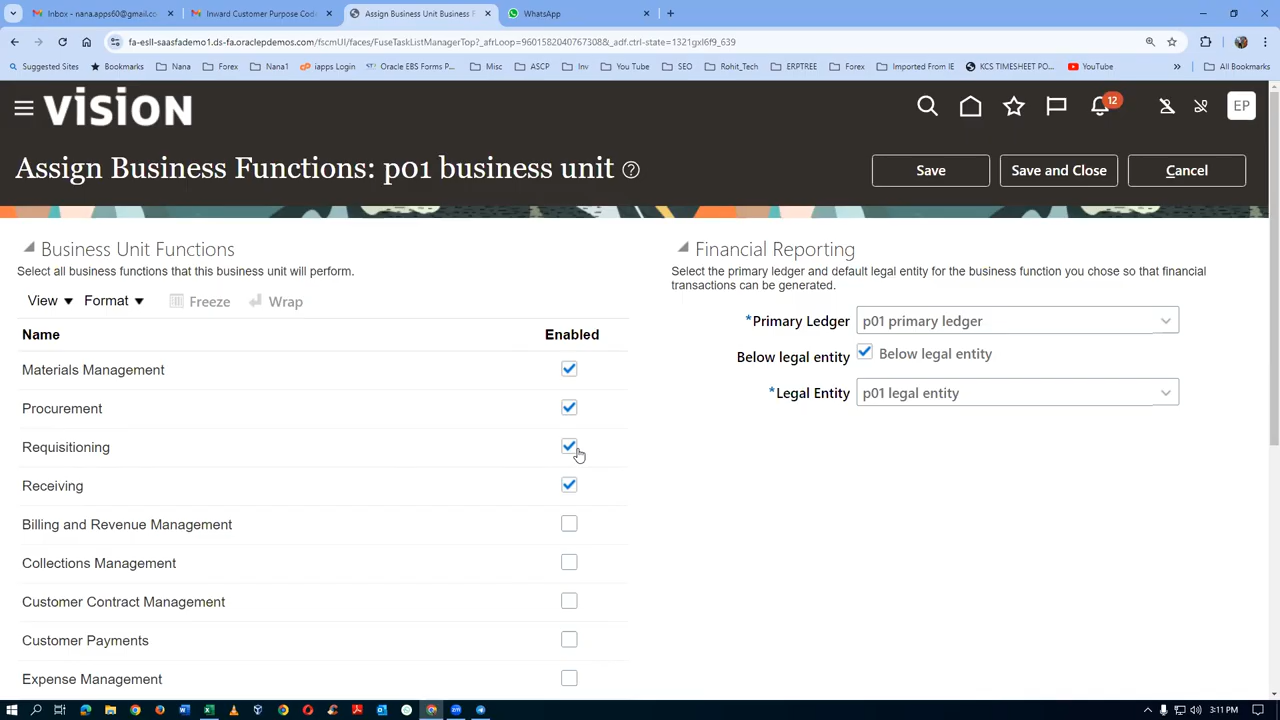 Inbox - nana.apps60@gmail.co
Inward Customer Purpose Cod
Assign Business Unit Business F
WhatsApp
fa-esll-saasfademo1.ds-fa.oraclepdemos.com/fscmUI/faces/FuseTaskListManagerTop?_afrLoop=96015820407673088&_adf.ctrl-state=1321gxl6f9_639
Suggested Sites
Bookmarks
Nana
Forex
Nana1
iapps Login
Oracle EBS Forms P...
Misc
ASCP
Inv
You Tube
SEO
Rohit_Tech
ERPTREE
Forex
Imported From IE
KCS TIMESHEET PO...
YouTube
All Bookmarks
VISION
12
EP
Assign Business Functions: p01 business unit
Save
Save and Close
Cancel
Business Unit Functions
Select all business functions that this business unit will perform.
View
Format
Freeze
Wrap
Name
Enabled
Materials Management
Procurement
Requisitioning
Receiving
Billing and Revenue Management
Collections Management
Customer Contract Management
Customer Payments
Expense Management
Financial Reporting
Select the primary ledger and default legal entity for the business function you chose so that financial
transactions can be generated.
*Primary Ledger
p01 primary ledger
Below legal entity
Below legal entity
*Legal Entity
p01 legal entity
3:11 PM